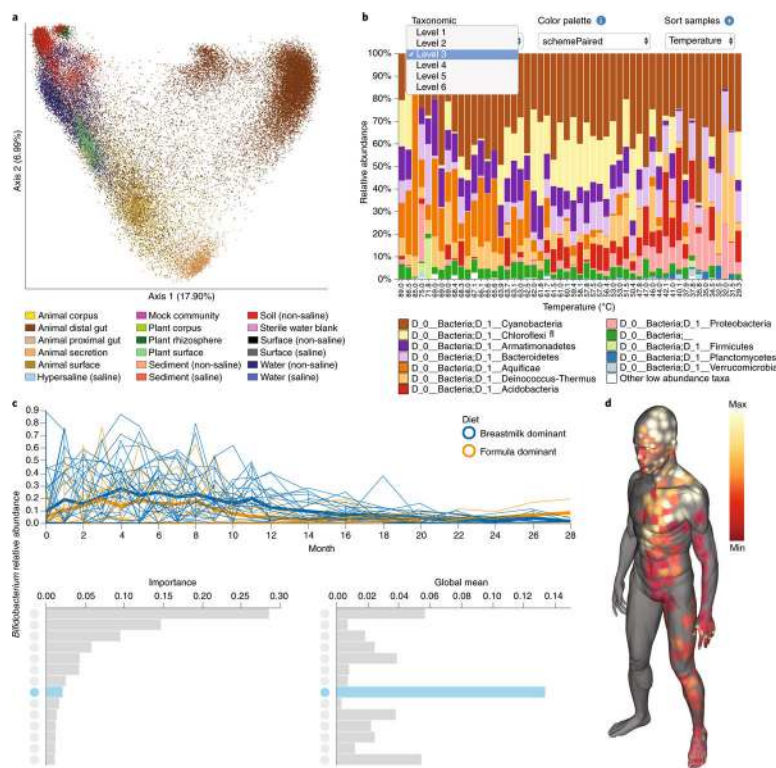 a
Axis 2 (6.99%)
Axis 1 (17.90%)
Animal corpus
Animal distal gut
Animal proximal gut
Animal secretion
Animal surface
Hypersaline (saline)
Mock community
Plant corpus
Plant rhizosphere
Plant surface
Sediment (non-saline)
Sediment (saline)
Soil (non-saline)
Sterile water blank
Surface (non-saline)
Surface (saline)
Water (non-saline)
Water (saline)
b
Taxonomic
Color palette
Sort samples
Level 1
Level 2
✓ Level 3
Level 4
Level 5
Level 6
schemePaired
Temperature
Relative abundance
100%
90%
80%
70%
60%
50%
40%
30%
20%
10%
0%
Temperature (°C)
D_0__Bacteria;D_1__Cyanobacteria
D_0__Bacteria;D_1__Chloroflexi
D_0__Bacteria;D_1__Armatimonadetes
D_0__Bacteria;D_1__Bacteroidetes
D_0__Bacteria;D_1__Aquificae
D_0__Bacteria;D_1__Deinococcus-Thermus
D_0__Bacteria;D_1__Acidobacteria
D_0__Bacteria;D_1__Proteobacteria
D_0__Bacteria;__
D_0__Bacteria;D_1__Firmicutes
D_0__Bacteria;D_1__Planctomycetes
D_0__Bacteria;D_1__Verrucomicrobia
Other low abundance taxa
c
Bifidobacterium relative abundance
0.9
0.8
0.7
0.6
0.5
0.4
0.3
0.2
0.1
0.0
0 2 4 6 8 10 12 14 16 18 20 22 24 26 28
Month
Diet
Breastmilk dominant
Formula dominant
Importance
0.00 0.05 0.10 0.15 0.20 0.25 0.30
Global mean
0.00 0.02 0.04 0.06 0.08 0.10 0.12 0.14
d
Max
Min